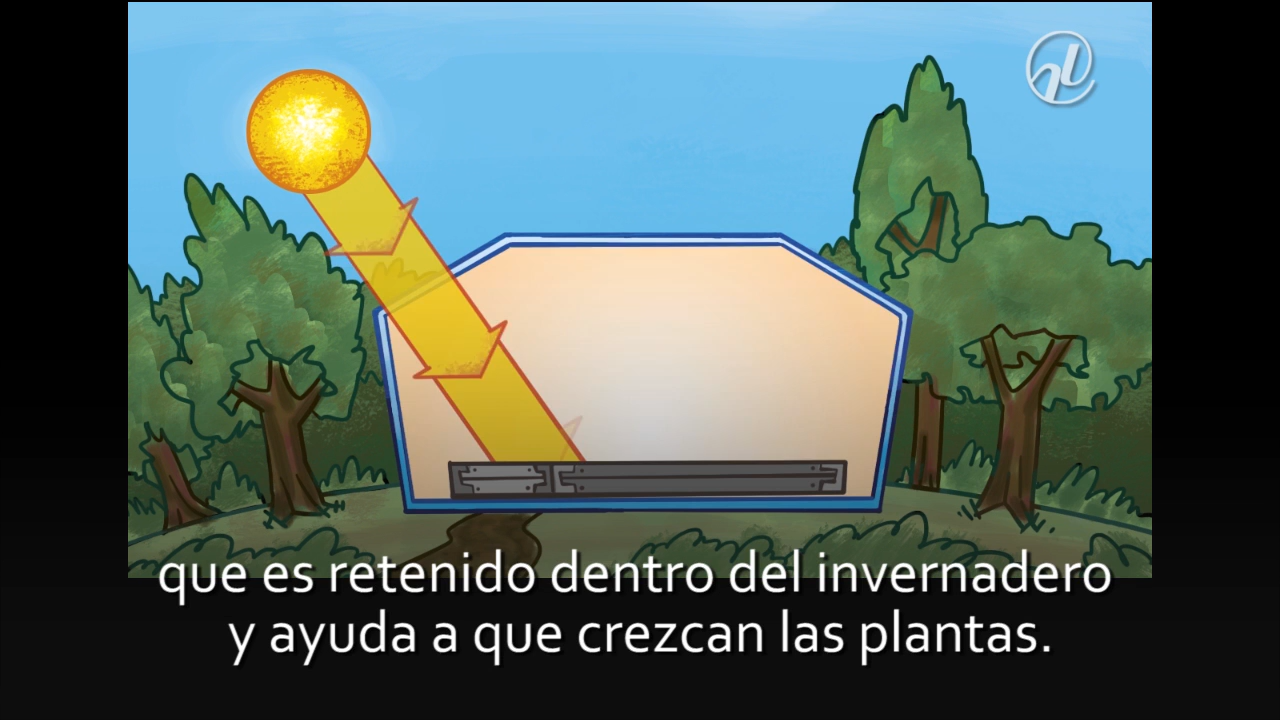 que es retenido dentro del invernadero
y ayuda a que crezcan las plantas.